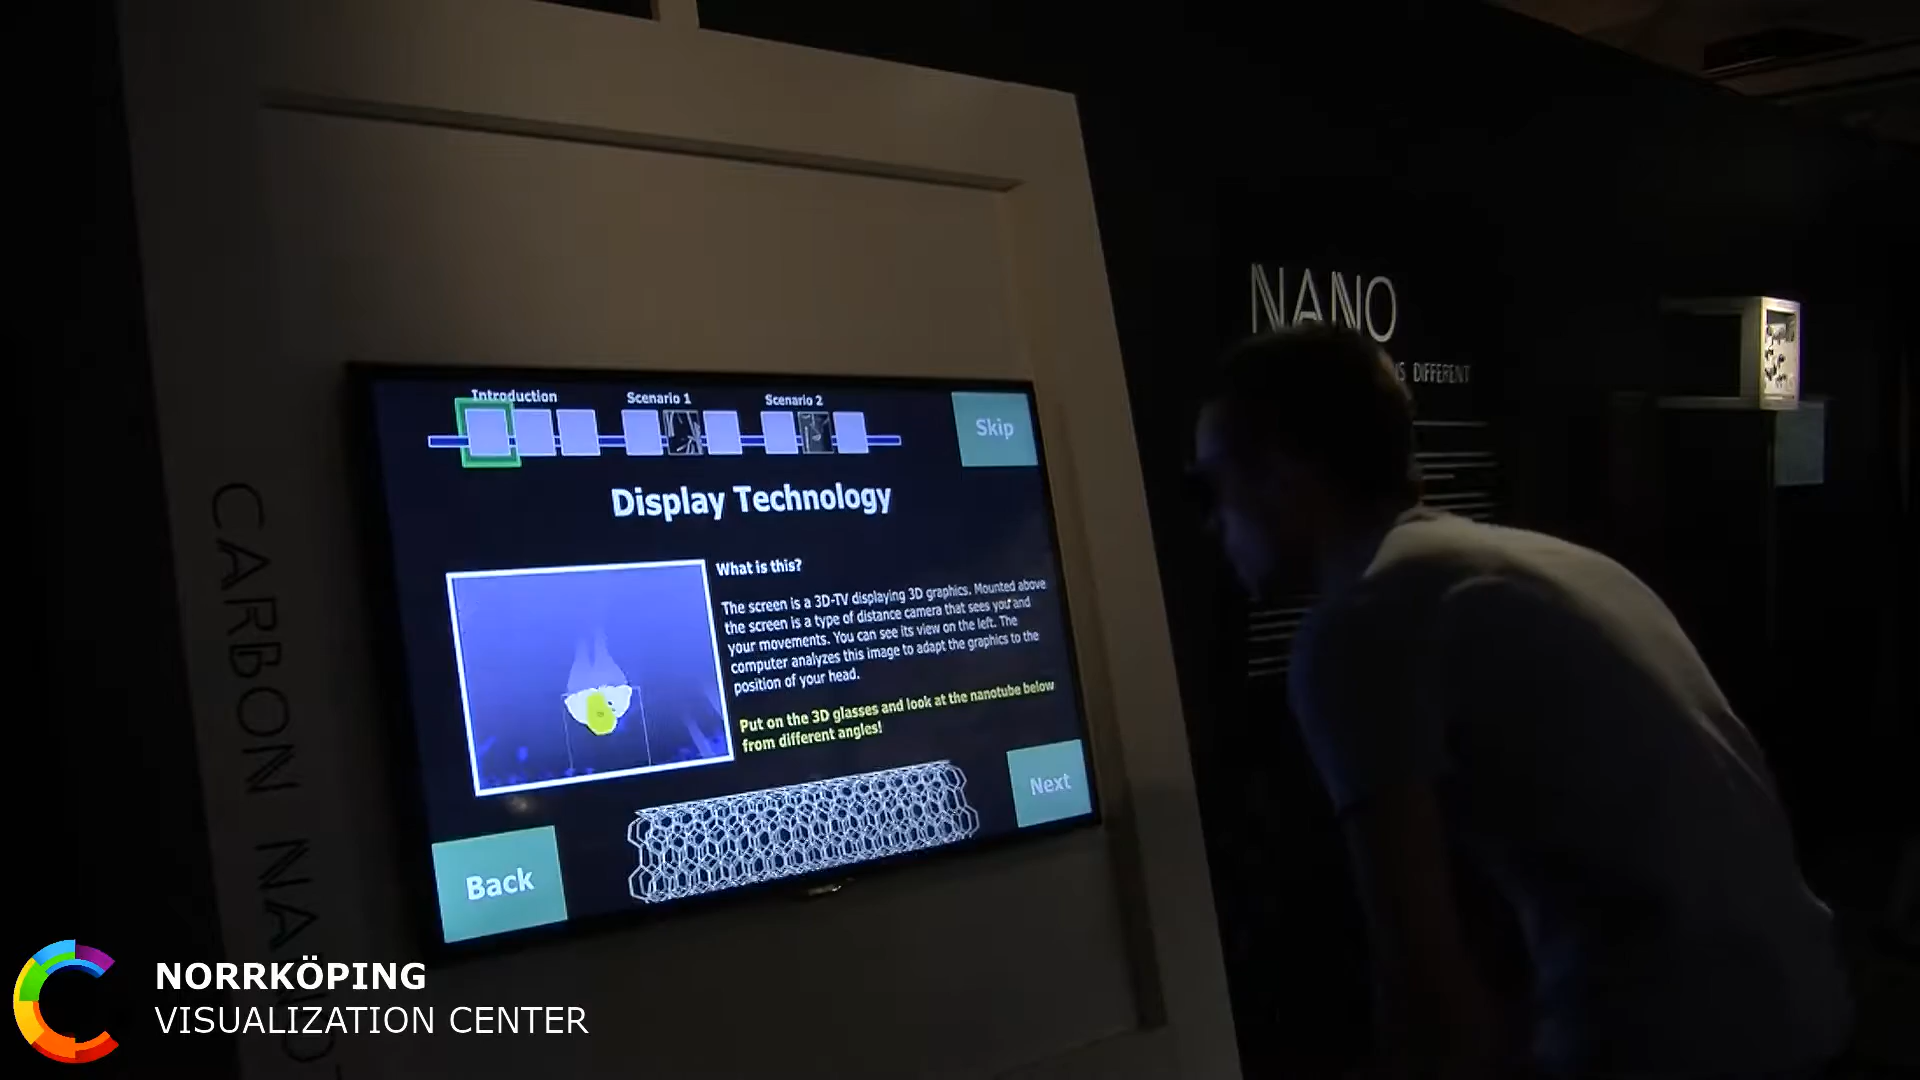 NANO
DIFFERENT
Introduction
Scenario 1
Scenario 2
Skip
Display Technology
What is this?
The screen is a 3D-TV displaying 3D graphics. Mounted above
the screen is a type of distance camera that sees you and
your movements. You can see its view on the left. The
computer analyzes this image to adapt the graphics to the
position of your head.
Put on the 3D glasses and look at the nanotube below
from different angles!
Next
Back
CARBON
NORRKÖPING
VISUALIZATION CENTER